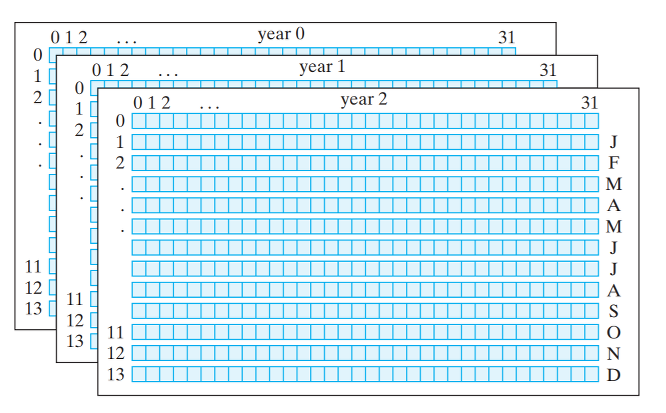 0 1 2 ... year 0 31
0
1
2
.
.
.
11
12
13
0 1 2 ... year 1 31
0
1
2
.
.
.
11
12
13
0 1 2 ... year 2 31
0
1 J
2 F
. M
. A
. M
J
J
A
S
11 O
12 N
13 D